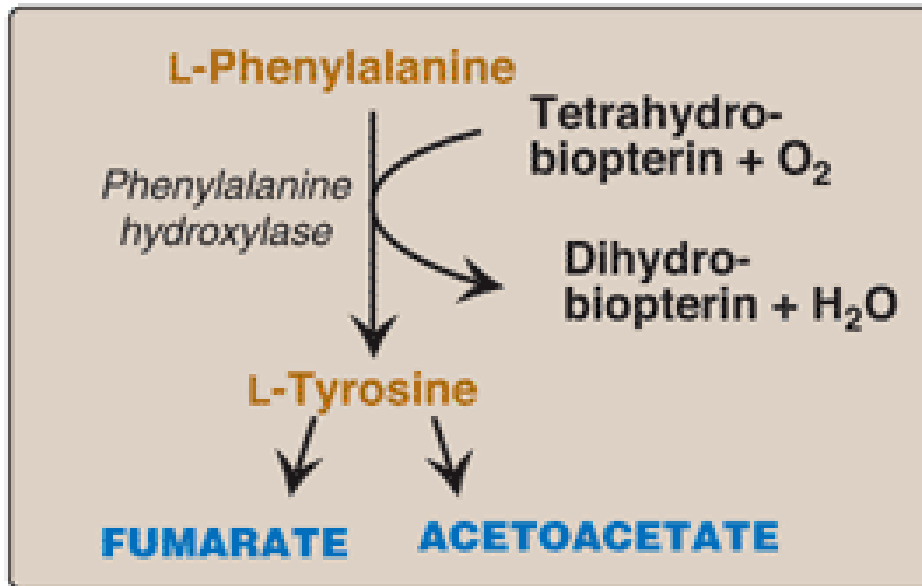 L-Phenylalanine
Tetrahydro-
biopterin + O₂
Phenylalanine
hydroxylase
Dihydro-
biopterin + H₂O
L-Tyrosine
FUMARATE
ACETOACETATE